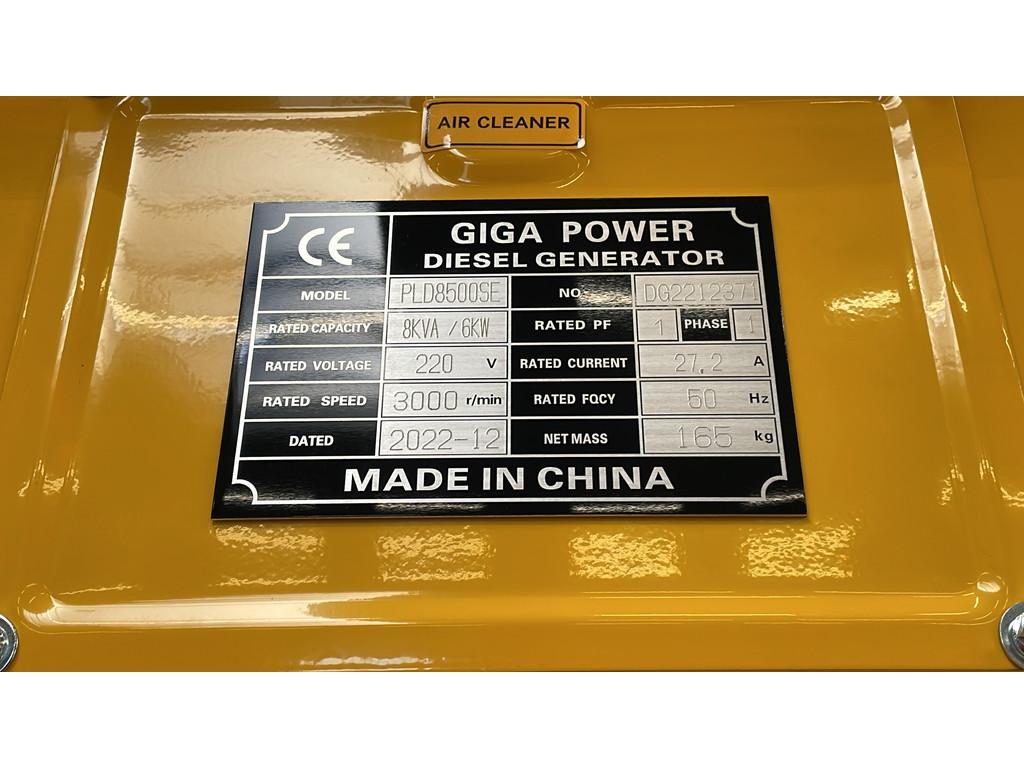 AIR CLEANER
CE GIGA POWER
DIESEL GENERATOR
MODEL PLD8500SE NO. DG2212371
RATED CAPACITY 8KVA / 6KW RATED PF 1 PHASE 1
RATED VOLTAGE 220 V RATED CURRENT 27.2 A
RATED SPEED 3000 r/min RATED FQCY 50 Hz
DATED 2022-12 NET MASS 165 kg
MADE IN CHINA